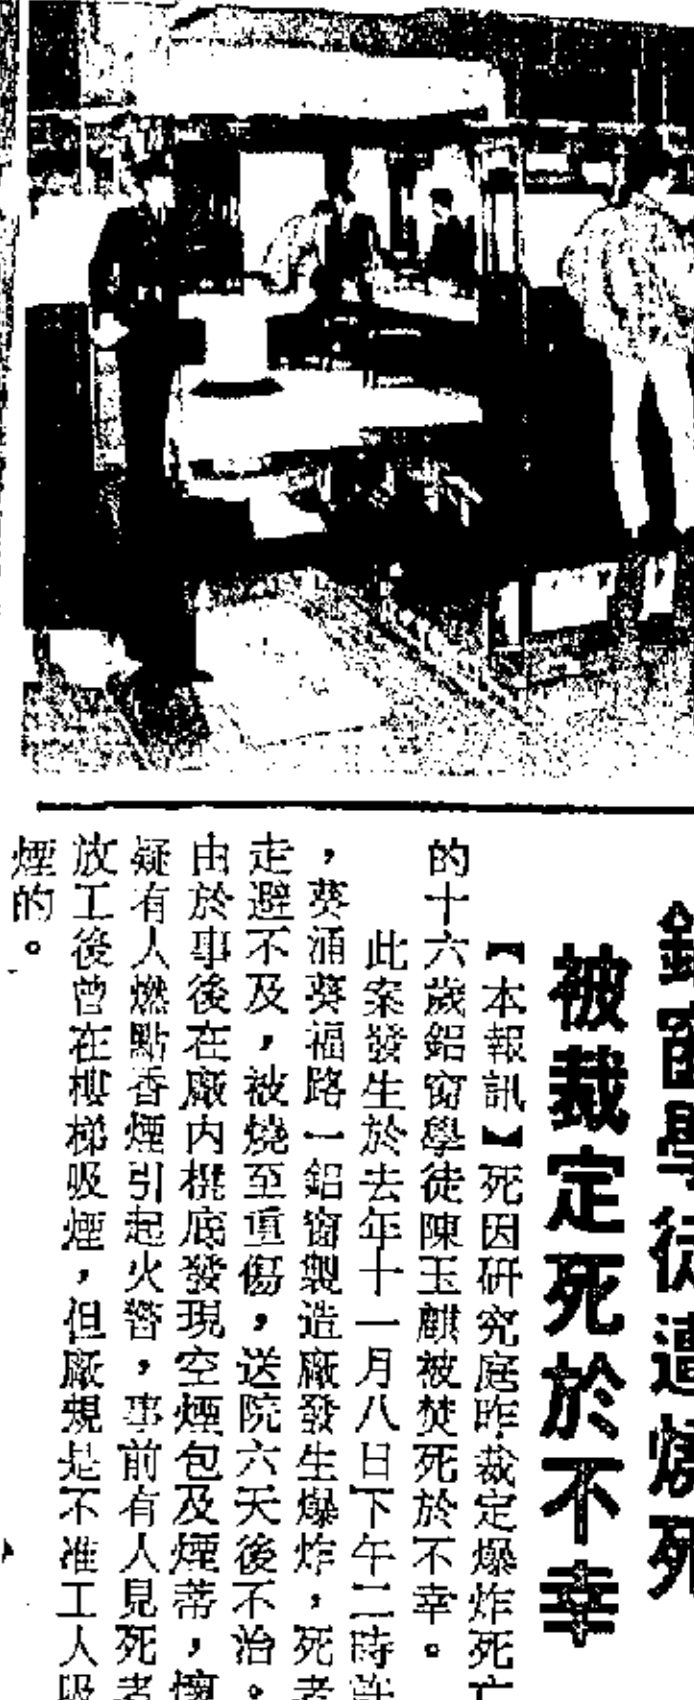 鋁窗學徒遭燒死
被裁定死於不幸
【本報訊】死因硏究庭昨裁定爆炸死亡
的十六歲鋁窗學徒陳玉麒被焚死於不幸。
此案發生於去年十一月八日下午二時許
，葵涌葵福路一鋁窗製造廠發生爆炸，死者
走避不及，被燒至重傷，送院六天後不治。
由於事後在廠內櫈底發現空煙包及煙蒂，懷
疑有人燃點香煙引起火警，事前有人見死者
放工後曾在樓梯吸煙，但廠規是不准工人吸
煙的。